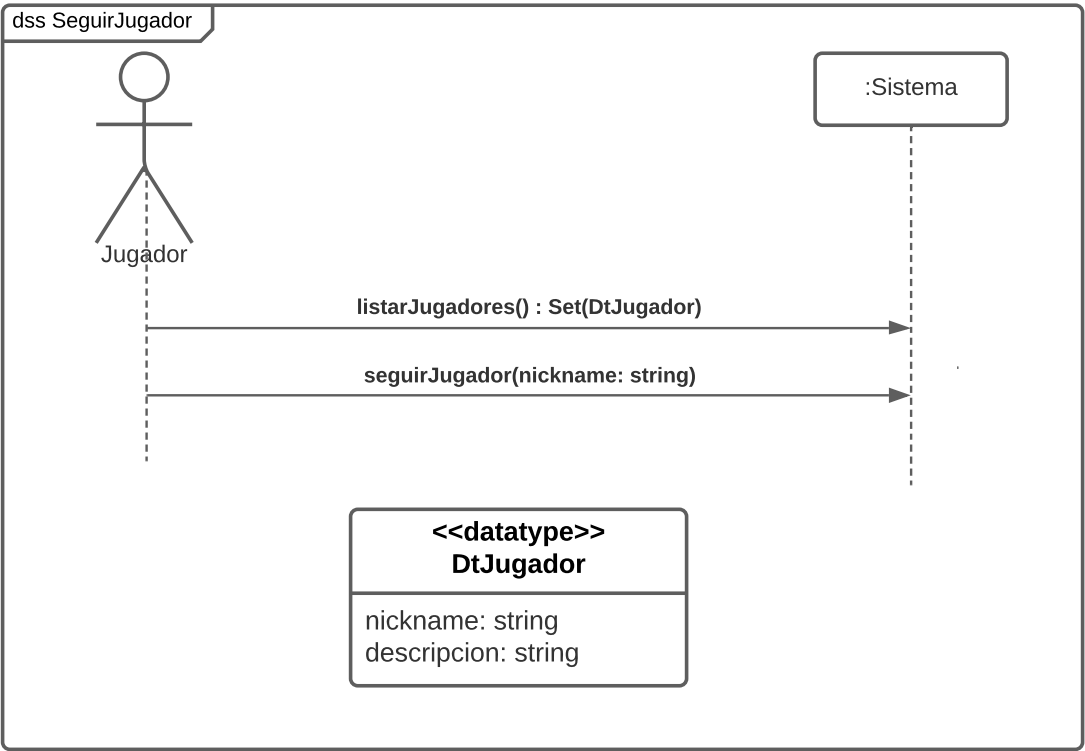 dss SeguirJugador
:Sistema
Jugador
listarJugadores() : Set(DtJugador)
seguirJugador(nickname: string)
<<datatype>>
DtJugador
nickname: string
descripcion: string